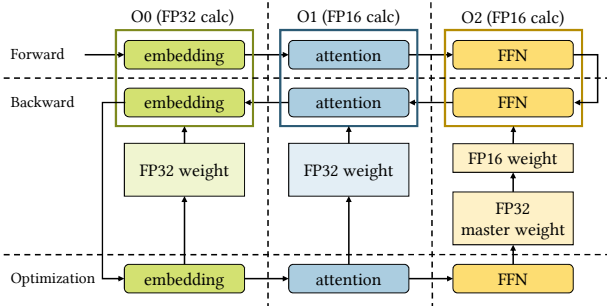 O0 (FP32 calc) O1 (FP16 calc) O2 (FP16 calc)
Forward embedding attention FFN
Backward embedding attention FFN
FP32 weight FP32 weight FP16 weight
FP32
master weight
Optimization embedding attention FFN